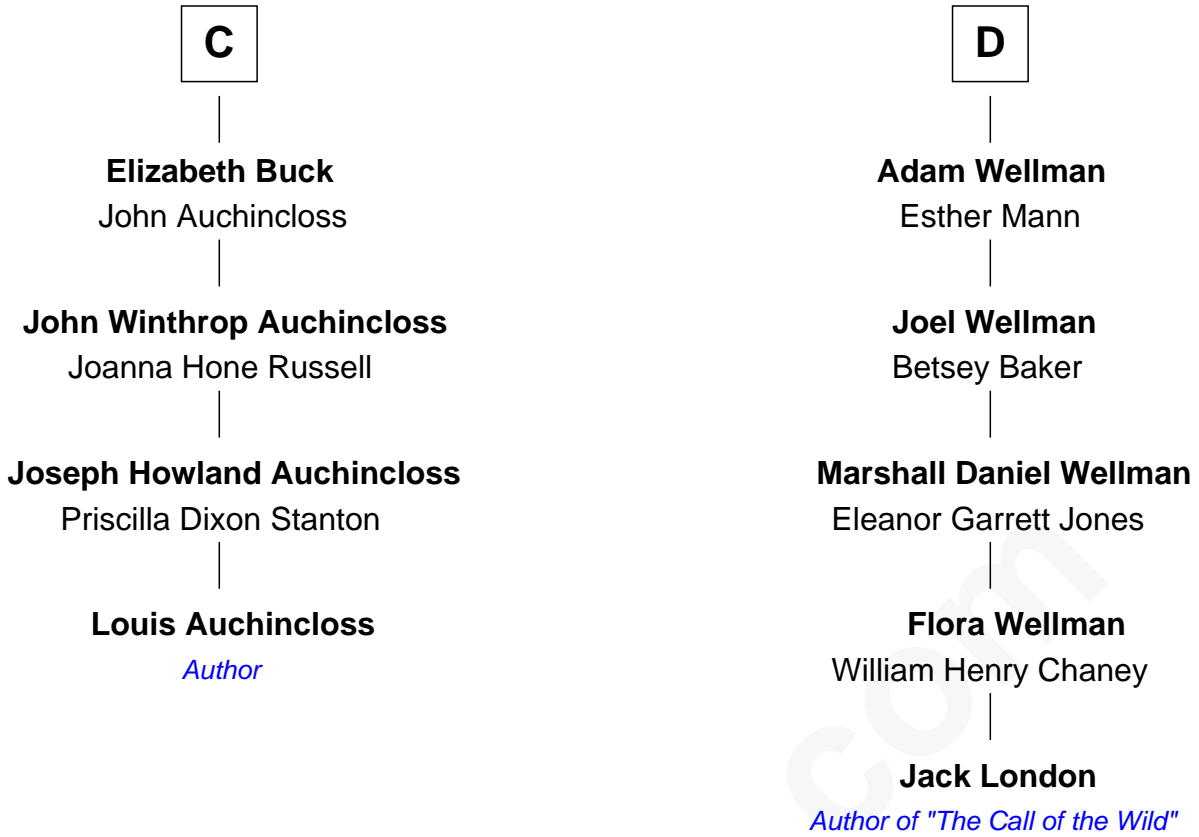 C
Elizabeth Buck
John Auchincloss
John Winthrop Auchincloss
Joanna Hone Russell
Joseph Howland Auchincloss
Priscilla Dixon Stanton
Louis Auchincloss
Author
D
Adam Wellman
Esther Mann
Joel Wellman
Betsey Baker
Marshall Daniel Wellman
Eleanor Garrett Jones
Flora Wellman
William Henry Chaney
Jack London
Author of "The Call of the Wild"
com